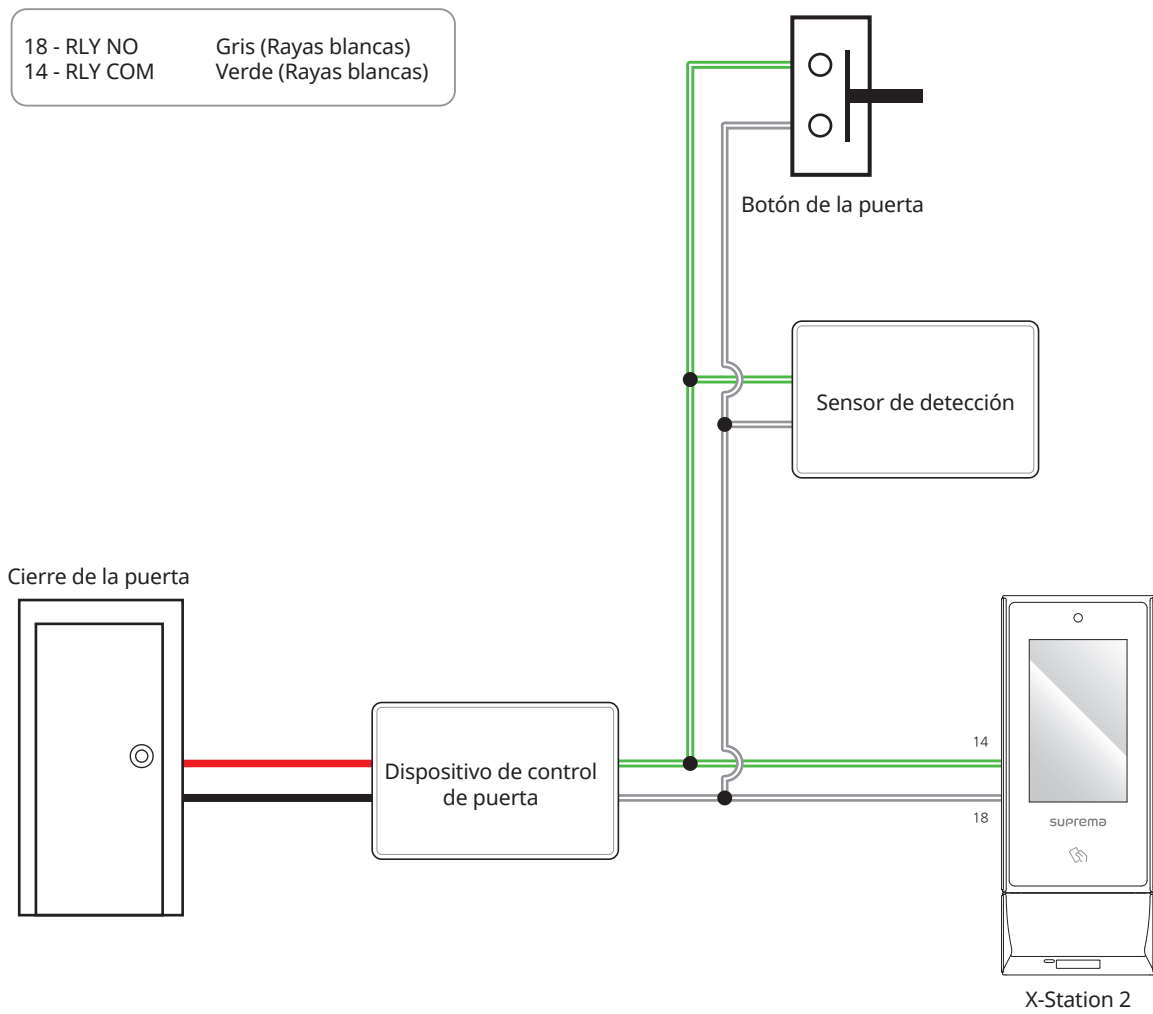 18 - RLY NO Gris (Rayas blancas)
14 - RLY COM Verde (Rayas blancas)
Botón de la puerta
Sensor de detección
Cierre de la puerta
Dispositivo de control
de puerta
14
18
suprema
X-Station 2